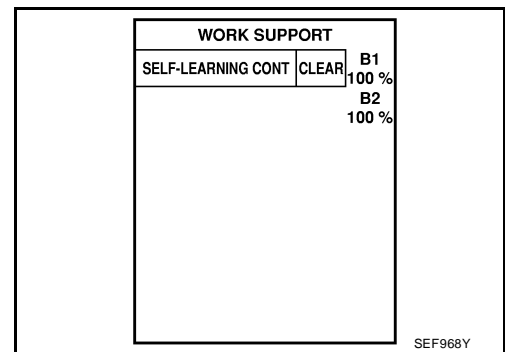 WORK SUPPORT
SELF-LEARNING CONT CLEAR B1
100 %
B2
100 %
SEF968Y